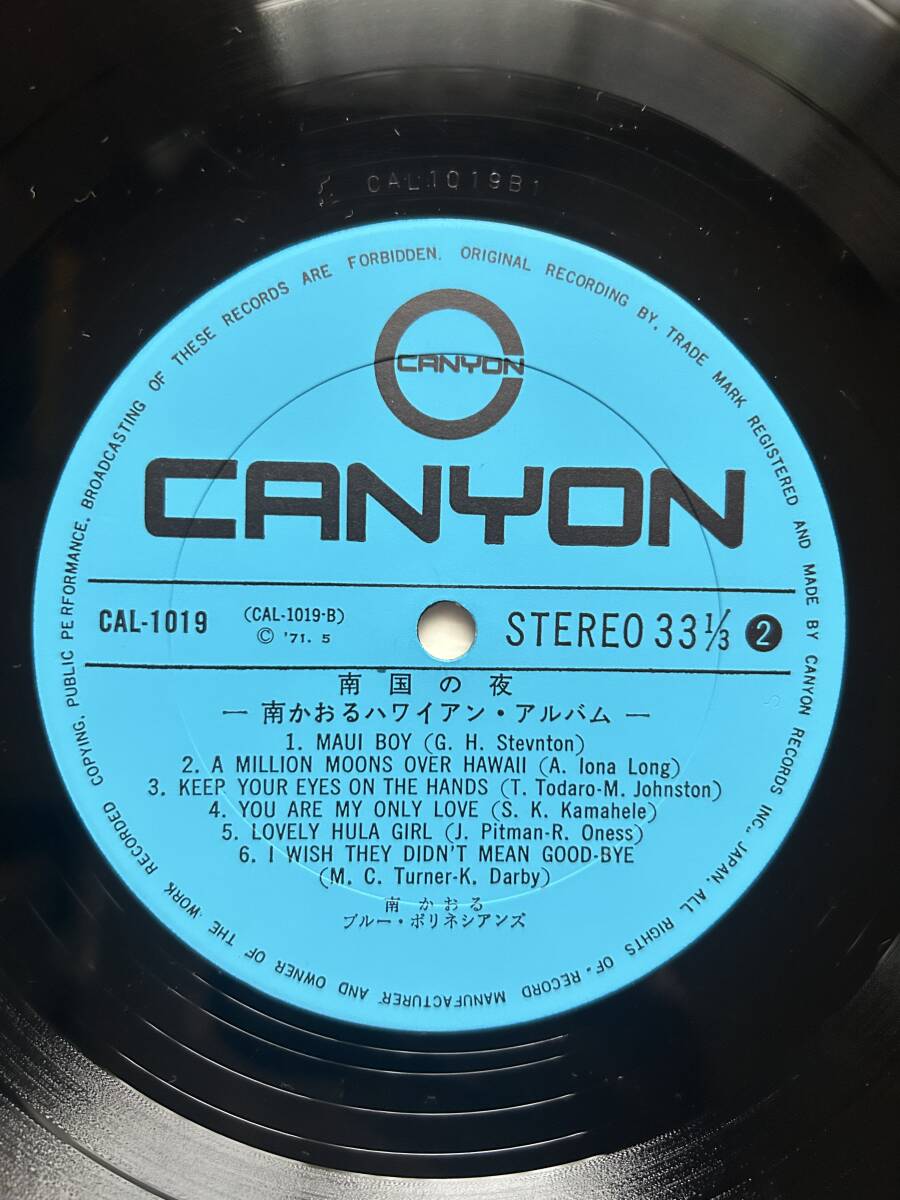 CAL1019B1
CANYON
CANYON
CAL-1019 (CAL-1019-B) STEREO 33 1/3 2
© '71. 5
南国の夜
— 南かおるハワイアン・アルバム —
1. MAUI BOY (G. H. Stevnton)
2. A MILLION MOONS OVER HAWAII (A. Iona Long)
3. KEEP YOUR EYES ON THE HANDS (T. Todaro-M. Johnston)
4. YOU ARE MY ONLY LOVE (S. K. Kamahele)
5. LOVELY HULA GIRL (J. Pitman-R. Oness)
6. I WISH THEY DIDN'T MEAN GOOD-BYE
(M. C. Turner-K. Darby)
南 かおる
ブルー・ポリネシアンズ
ORIGINAL RECORDING BY, TRADE MARK REGISTERED AND MADE BY CANYON RECORDS INC., JAPAN. ALL RIGHTS OF·RECORD MANUFACTURER AND OWNER OF THE WORK RECORDED COPYING, PUBLIC PERFORMANCE, BROADCASTING OF THESE RECORDS ARE FORBIDDEN.